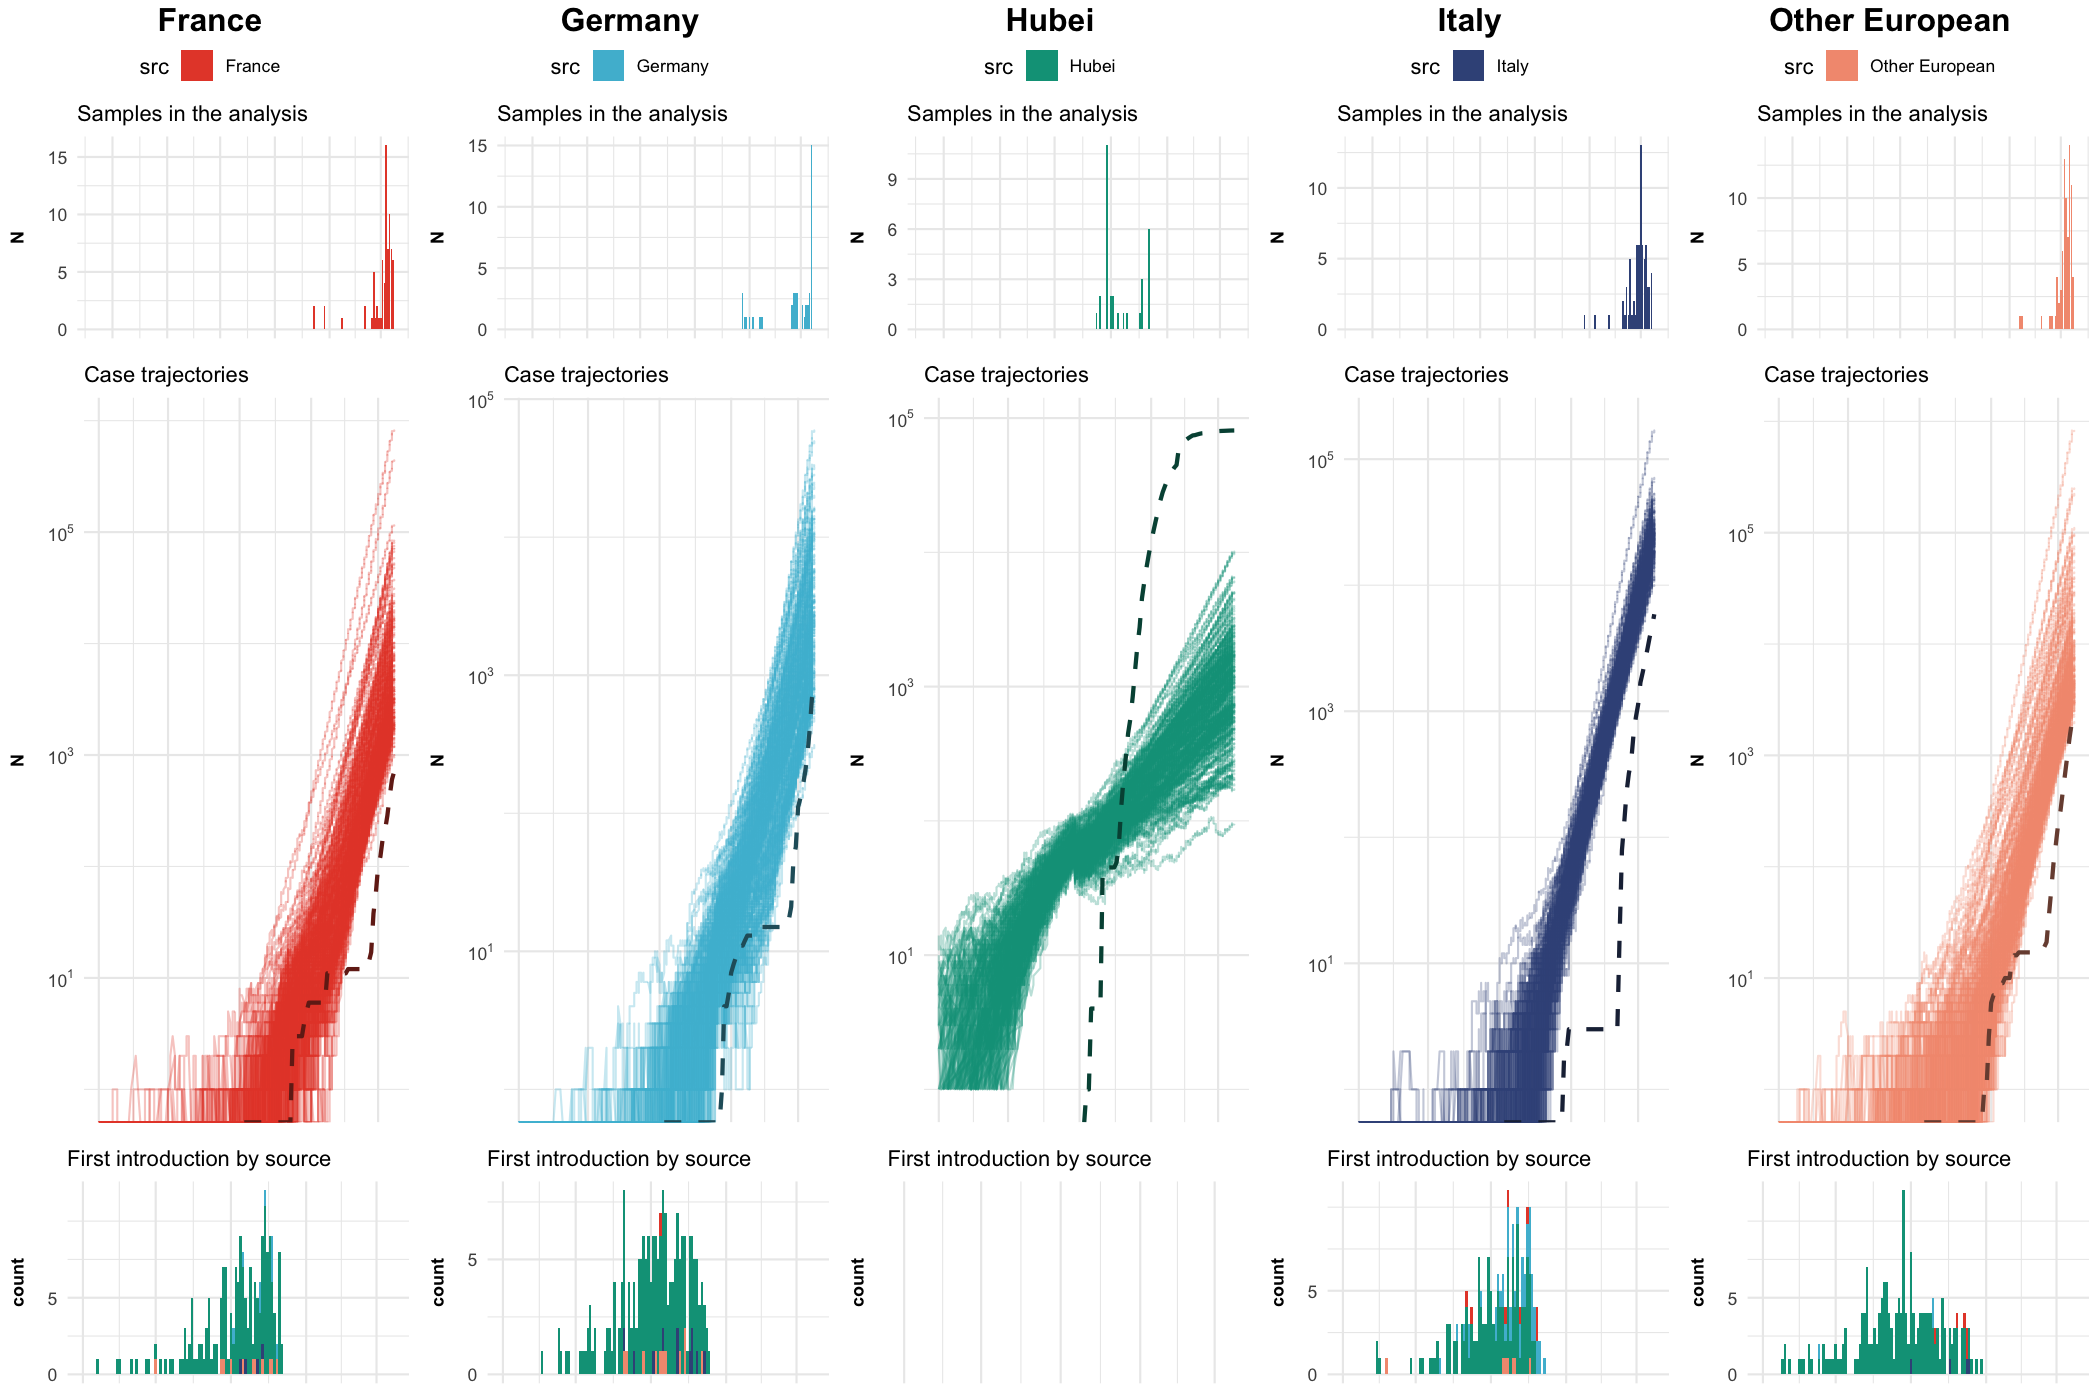 France Germany Hubei Italy Other European
src France src Germany src Hubei src Italy src Other European
Samples in the analysis Samples in the analysis Samples in the analysis Samples in the analysis Samples in the analysis
N 15 10 5 0
N 15 10 5 0
N 9 6 3 0
N 10 5 0
N 10 5 0
Case trajectories Case trajectories Case trajectories Case trajectories Case trajectories
N 10^5 10^3 10^1
N 10^5 10^3 10^1
N 10^5 10^3 10^1
N 10^5 10^3 10^1
N 10^5 10^3 10^1
First introduction by source First introduction by source First introduction by source First introduction by source First introduction by source
count 5 0
count 5 0
count
count 5 0
count 5 0